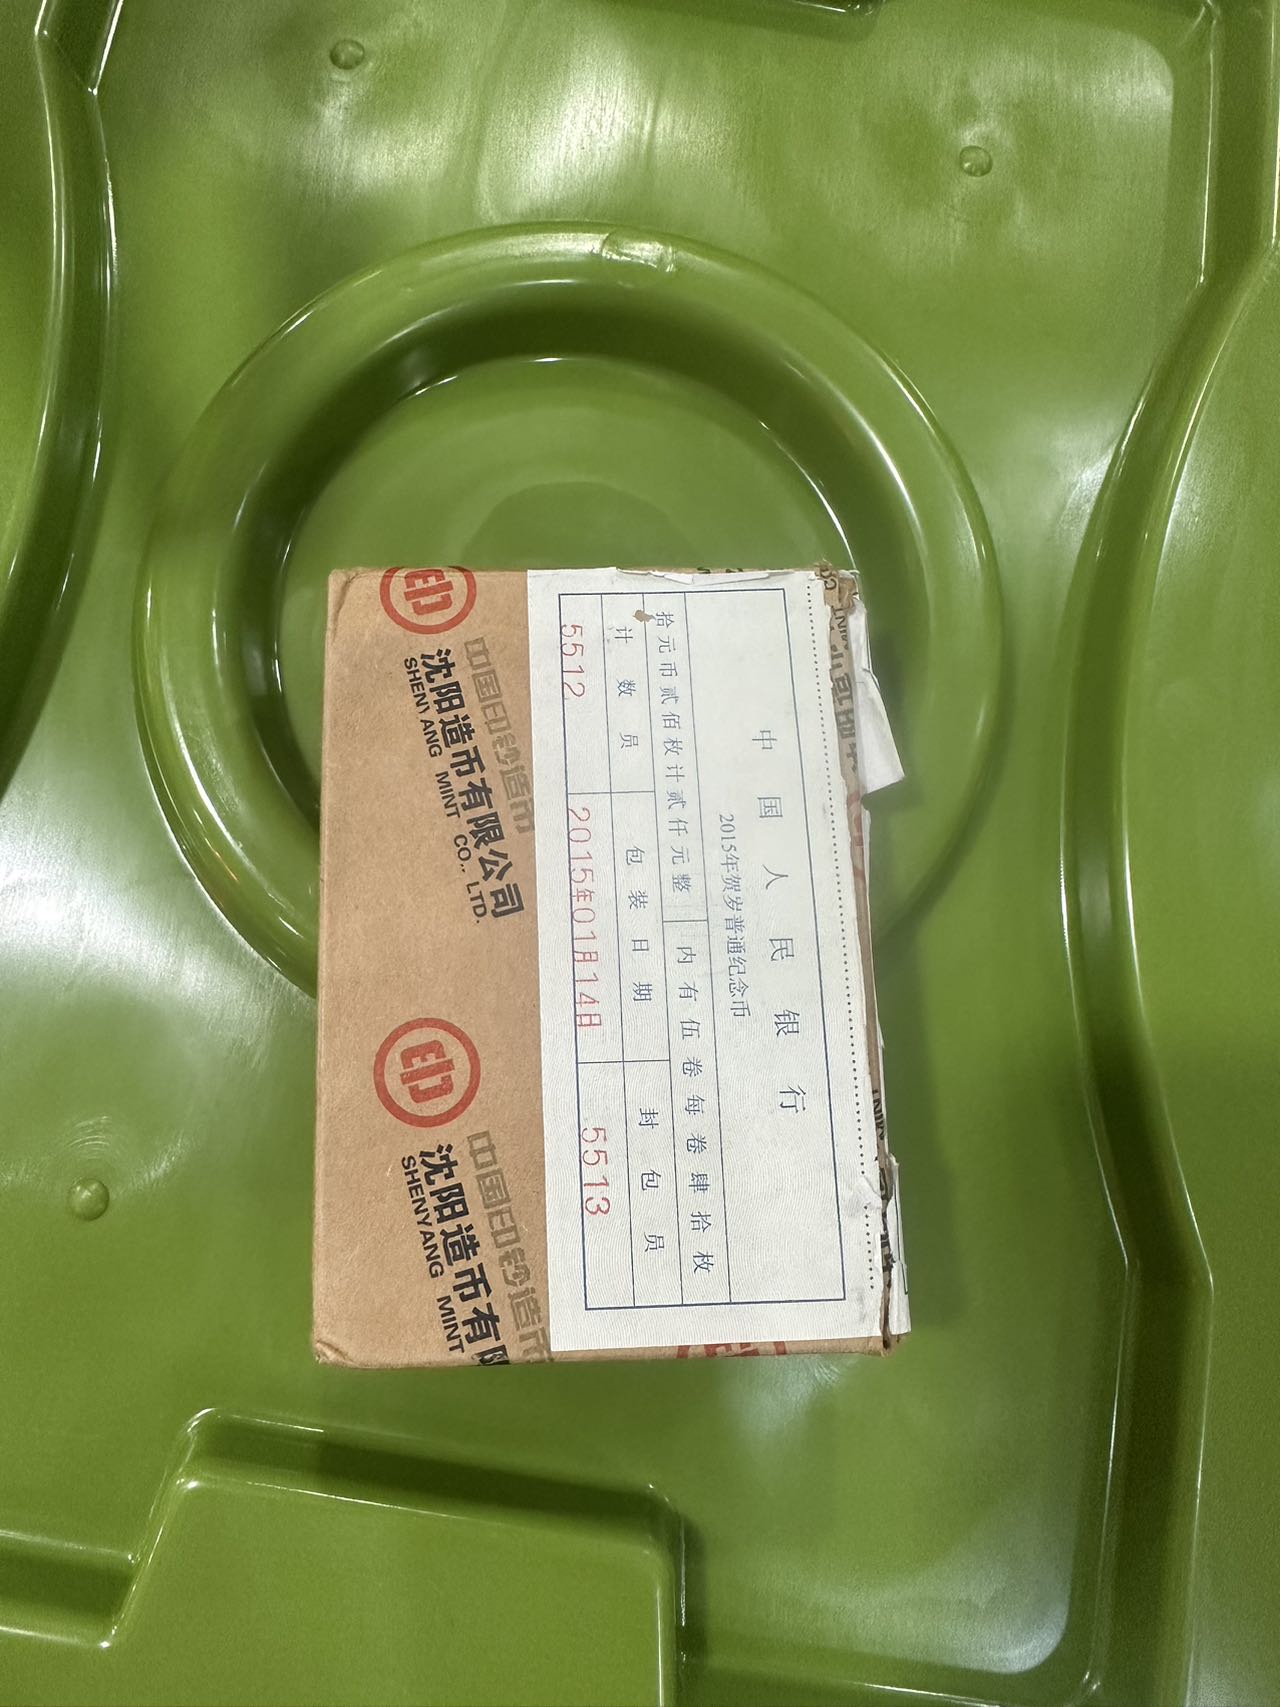 中国人民银行
2015年贺岁普通纪念币
拾元币贰佰枚计贰仟元整 内有伍卷每卷肆拾枚
计数员 包装日期 封包员
5512 2015年01月14日 5513
中国印钞造币
沈阳造币有限公司
SHENYANG MINT CO., LTD.
中国印钞造币
沈阳造币有限
SHENYANG MINT